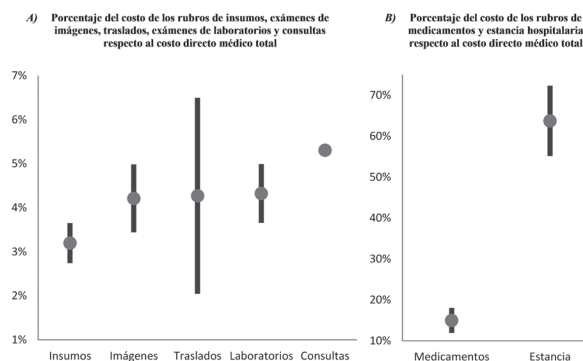 A) Porcentaje del costo de los rubros de insumos, exámenes de
imágenes, traslados, exámenes de laboratorios y consultas
respecto al costo directo médico total
7%
6%
5%
4%
3%
2%
1%
Insumos Imágenes Traslados Laboratorios Consultas
B) Porcentaje del costo de los rubros de
medicamentos y estancia hospitalaria
respecto al costo directo médico total
70%
60%
50%
40%
30%
20%
10%
Medicamentos Estancia